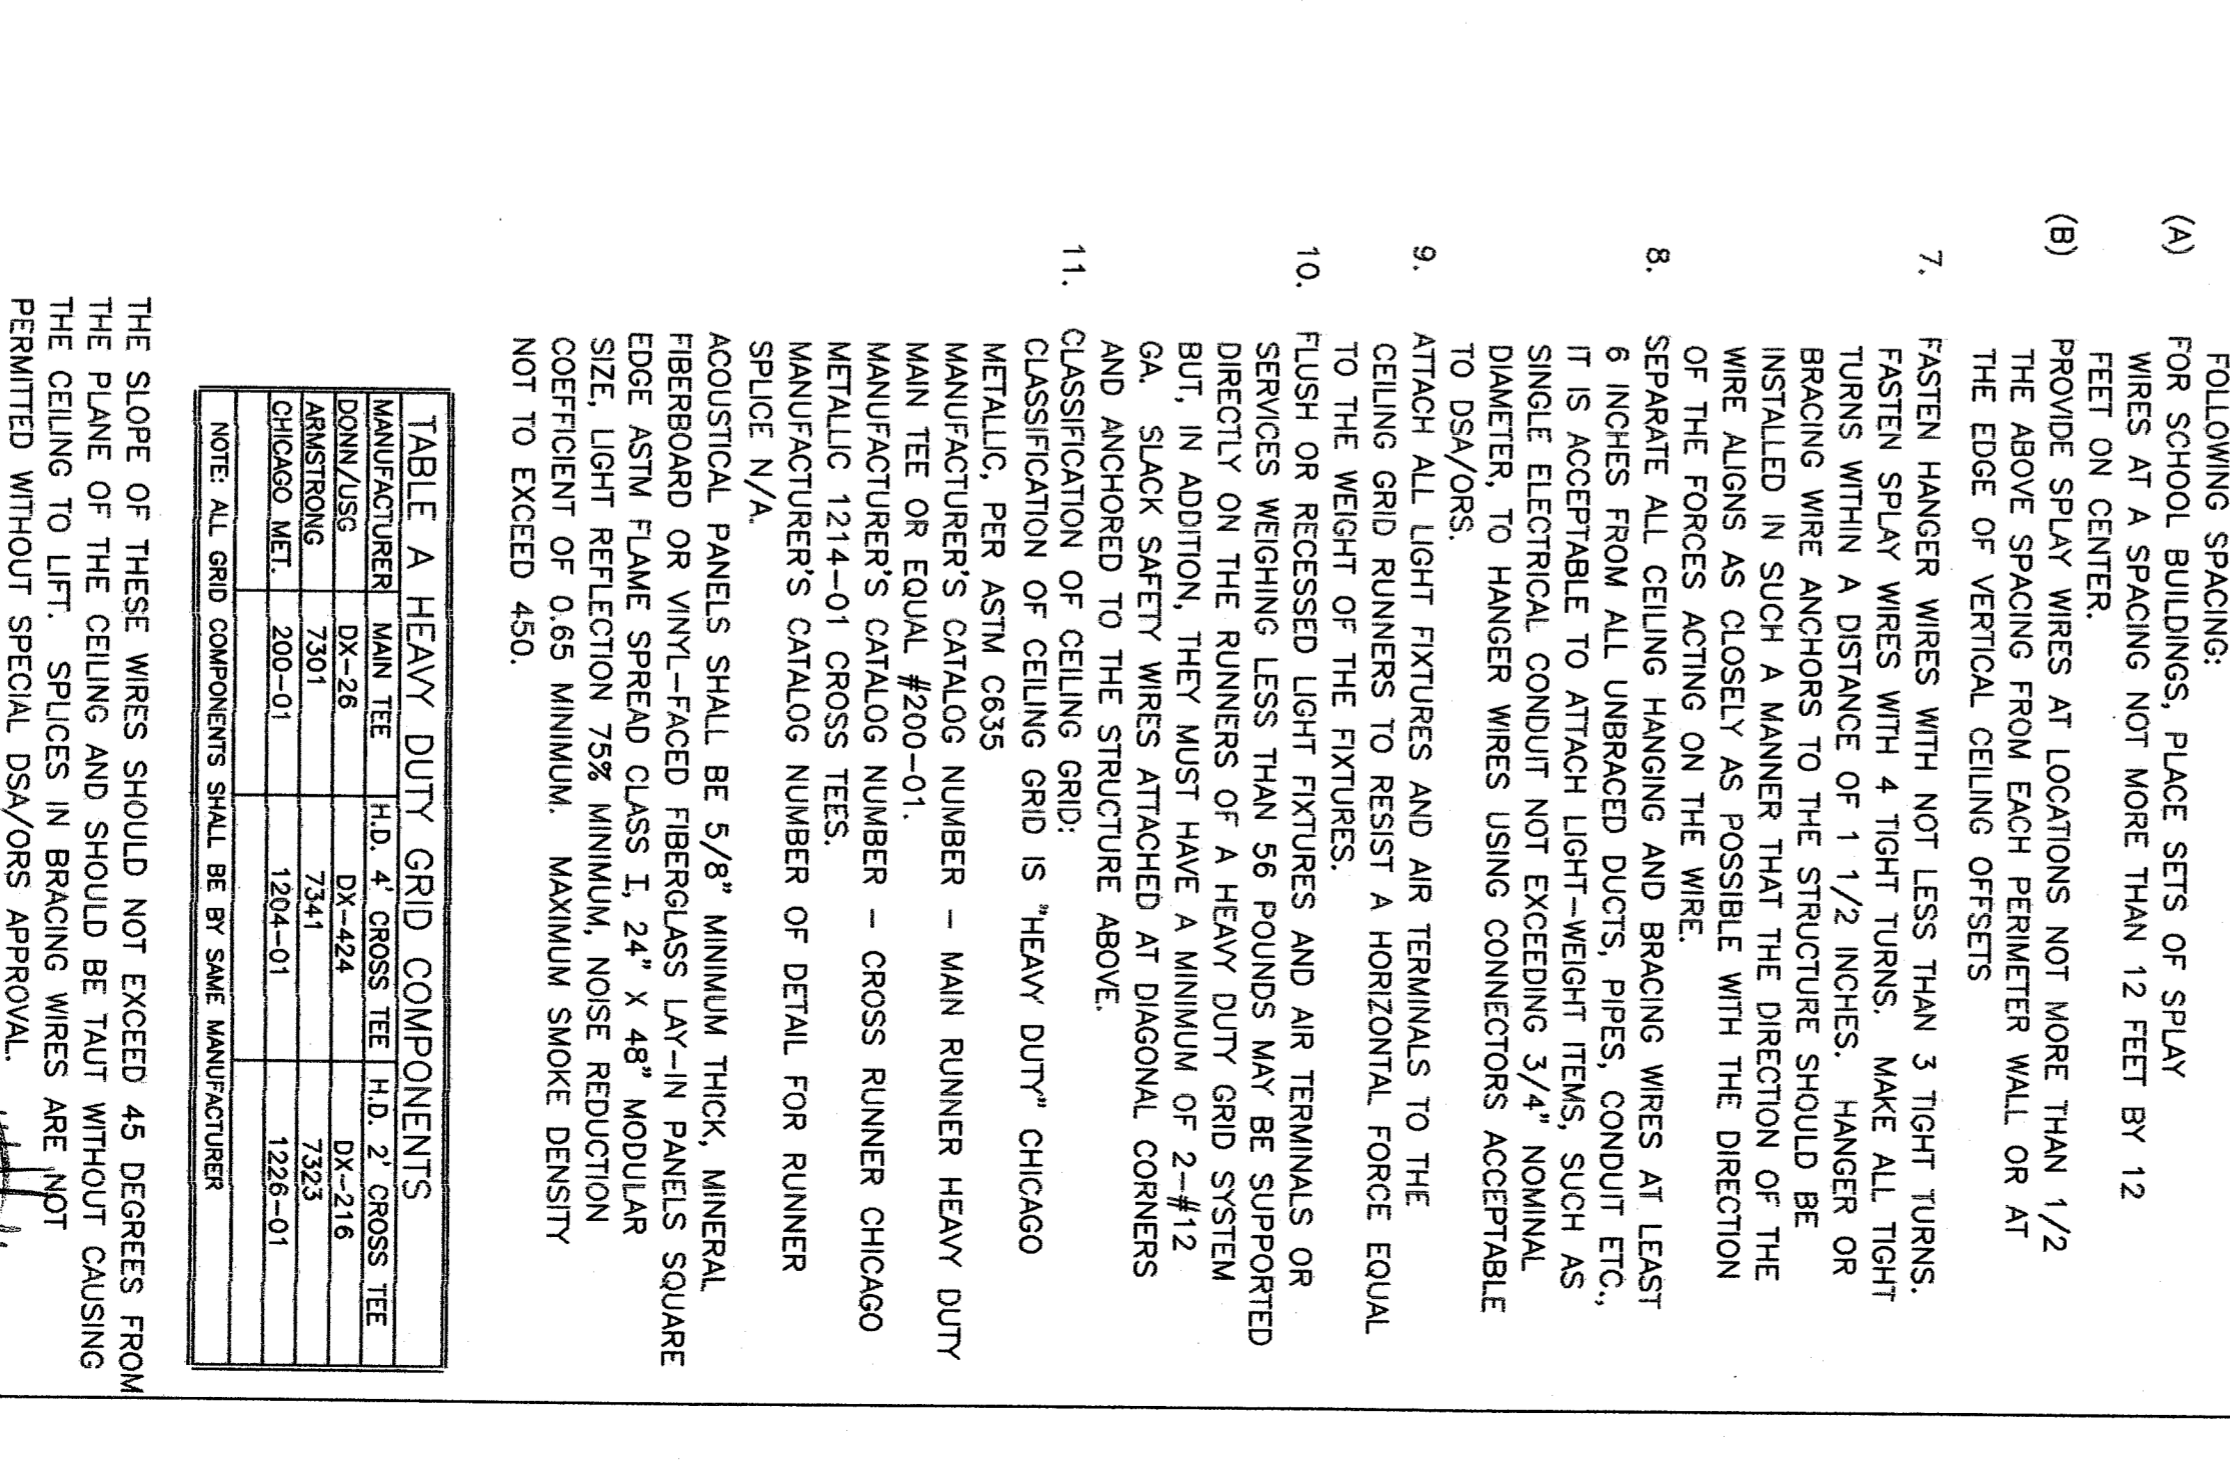 FOLLOWING SPACING:
(A) FOR SCHOOL BUILDINGS, PLACE SETS OF SPLAY
WIRES AT A SPACING NOT MORE THAN 12 FEET BY 12
FEET ON CENTER.
(B) PROVIDE SPLAY WIRES AT LOCATIONS NOT MORE THAN 1/2
THE ABOVE SPACING FROM EACH PERIMETER WALL OR AT
THE EDGE OF VERTICAL CEILING OFFSETS
7. FASTEN HANGER WIRES WITH NOT LESS THAN 3 TIGHT TURNS.
FASTEN SPLAY WIRES WITH 4 TIGHT TURNS. MAKE ALL TIGHT
TURNS WITHIN A DISTANCE OF 1 1/2 INCHES. HANGER OR
BRACING WIRE ANCHORS TO THE STRUCTURE SHOULD BE
INSTALLED IN SUCH A MANNER THAT THE DIRECTION OF THE
WIRE ALIGNS AS CLOSELY AS POSSIBLE WITH THE DIRECTION
OF THE FORCES ACTING ON THE WIRE.
8. SEPARATE ALL CEILING HANGING AND BRACING WIRES AT LEAST
6 INCHES FROM ALL UNBRACED DUCTS, PIPES, CONDUIT ETC.,
IT IS ACCEPTABLE TO ATTACH LIGHT-WEIGHT ITEMS, SUCH AS
SINGLE ELECTRICAL CONDUIT NOT EXCEEDING 3/4" NOMINAL
DIAMETER, TO HANGER WIRES USING CONNECTORS ACCEPTABLE
TO DSA/ORS.
9. ATTACH ALL LIGHT FIXTURES AND AIR TERMINALS TO THE
CEILING GRID RUNNERS TO RESIST A HORIZONTAL FORCE EQUAL
TO THE WEIGHT OF THE FIXTURES.
10. FLUSH OR RECESSED LIGHT FIXTURES AND AIR TERMINALS OR
SERVICES WEIGHING LESS THAN 56 POUNDS MAY BE SUPPORTED
DIRECTLY ON THE RUNNERS OF A HEAVY DUTY GRID SYSTEM
BUT, IN ADDITION, THEY MUST HAVE A MINIMUM OF 2-#12
GA. SLACK SAFETY WIRES ATTACHED AT DIAGONAL CORNERS
AND ANCHORED TO THE STRUCTURE ABOVE.
11. CLASSIFICATION OF CEILING GRID:
CLASSIFICATION OF CEILING GRID IS "HEAVY DUTY" CHICAGO
METALLIC, PER ASTM C635
MANUFACTURER'S CATALOG NUMBER - MAIN RUNNER HEAVY DUTY
MAIN TEE OR EQUAL #200-01.
MANUFACTURER'S CATALOG NUMBER - CROSS RUNNER CHICAGO
METALLIC 1214-01 CROSS TEES.
MANUFACTURER'S CATALOG NUMBER OF DETAIL FOR RUNNER
SPLICE N/A.
ACOUSTICAL PANELS SHALL BE 5/8" MINIMUM THICK, MINERAL
FIBERBOARD OR VINYL-FACED FIBERGLASS LAY-IN PANELS SQUARE
EDGE ASTM FLAME SPREAD CLASS I, 24" X 48" MODULAR
SIZE, LIGHT REFLECTION 75% MINIMUM, NOISE REDUCTION
COEFFICIENT OF 0.65 MINIMUM. MAXIMUM SMOKE DENSITY
NOT TO EXCEED 450.
TABLE A HEAVY DUTY GRID COMPONENTS
MANUFACTURER MAIN TEE H.D. 4' CROSS TEE H.D. 2' CROSS TEE
DONN/USG DX-26 DX-424 DX-216
ARMSTRONG 7301 7341 7323
CHICAGO MET. 200-01 1204-01 1226-01
NOTE: ALL GRID COMPONENTS SHALL BE BY SAME MANUFACTURER
THE SLOPE OF THESE WIRES SHOULD NOT EXCEED 45 DEGREES FROM
THE PLANE OF THE CEILING AND SHOULD BE TAUT WITHOUT CAUSING
THE CEILING TO LIFT. SPLICES IN BRACING WIRES ARE NOT
PERMITTED WITHOUT SPECIAL DSA/ORS APPROVAL.